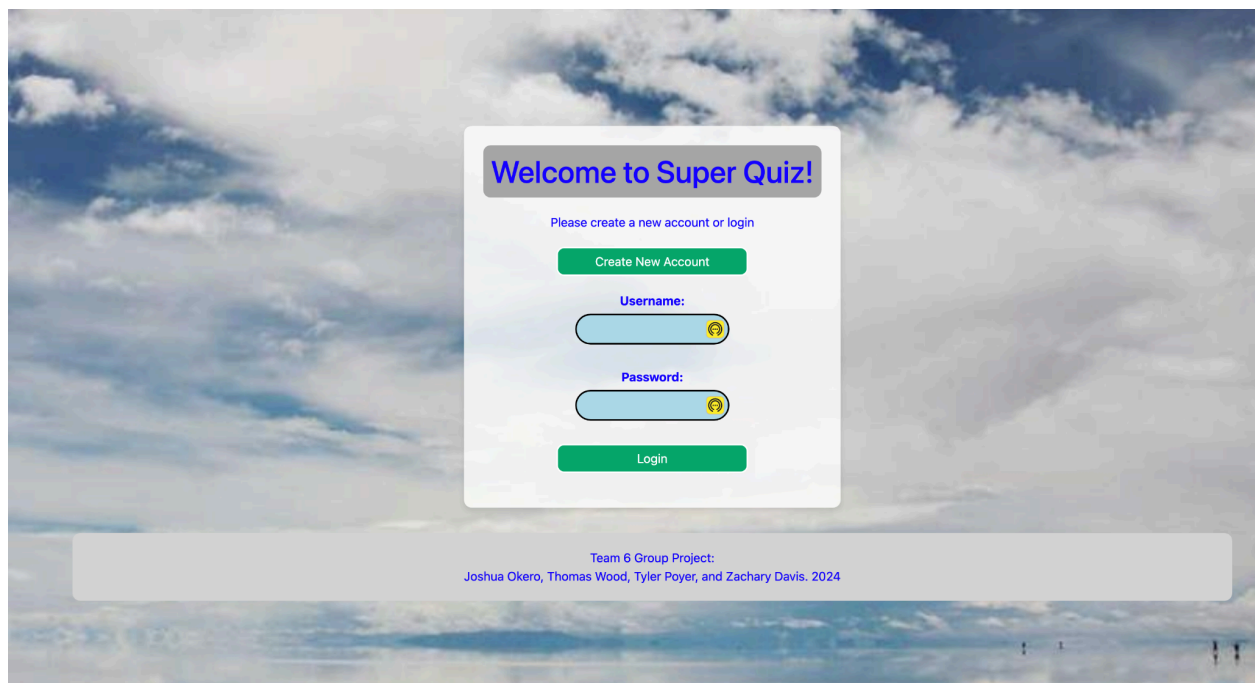 Welcome to Super Quiz!
Please create a new account or login
Create New Account
Username:
Password:
Login
Team 6 Group Project:
Joshua Okero, Thomas Wood, Tyler Poyer, and Zachary Davis. 2024